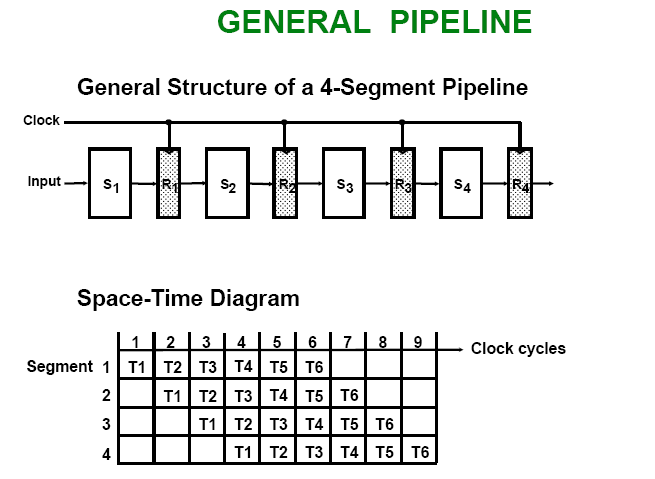 GENERAL PIPELINE
General Structure of a 4-Segment Pipeline
Clock
Input S1 R1 S2 R2 S3 R3 S4 R4
Space-Time Diagram
1 2 3 4 5 6 7 8 9 Clock cycles
Segment 1 T1 T2 T3 T4 T5 T6
2 T1 T2 T3 T4 T5 T6
3 T1 T2 T3 T4 T5 T6
4 T1 T2 T3 T4 T5 T6